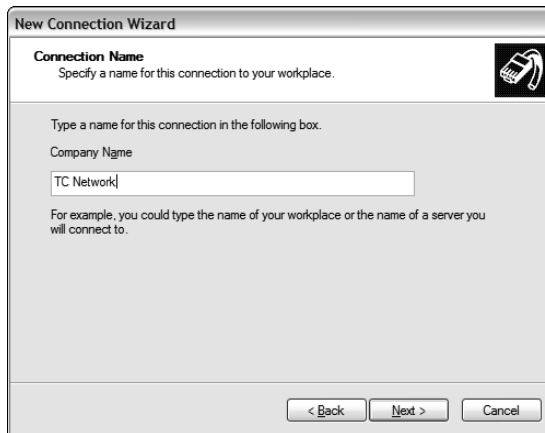 New Connection Wizard
Connection Name
Specify a name for this connection to your workplace.
Type a name for this connection in the following box.
Company Name
TC Network
For example, you could type the name of your workplace or the name of a server you
will connect to.
< Back Next > Cancel